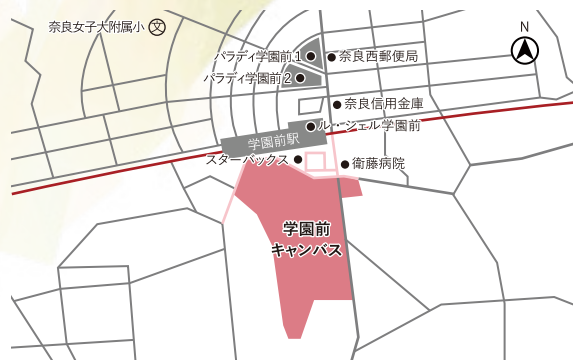 奈良女子大附属小 文
N
パラディ学園前 1
奈良西郵便局
パラディ学園前 2
奈良信用金庫
ル・シェル学園前
学園前駅
スターバックス
衛藤病院
学園前
キャンパス